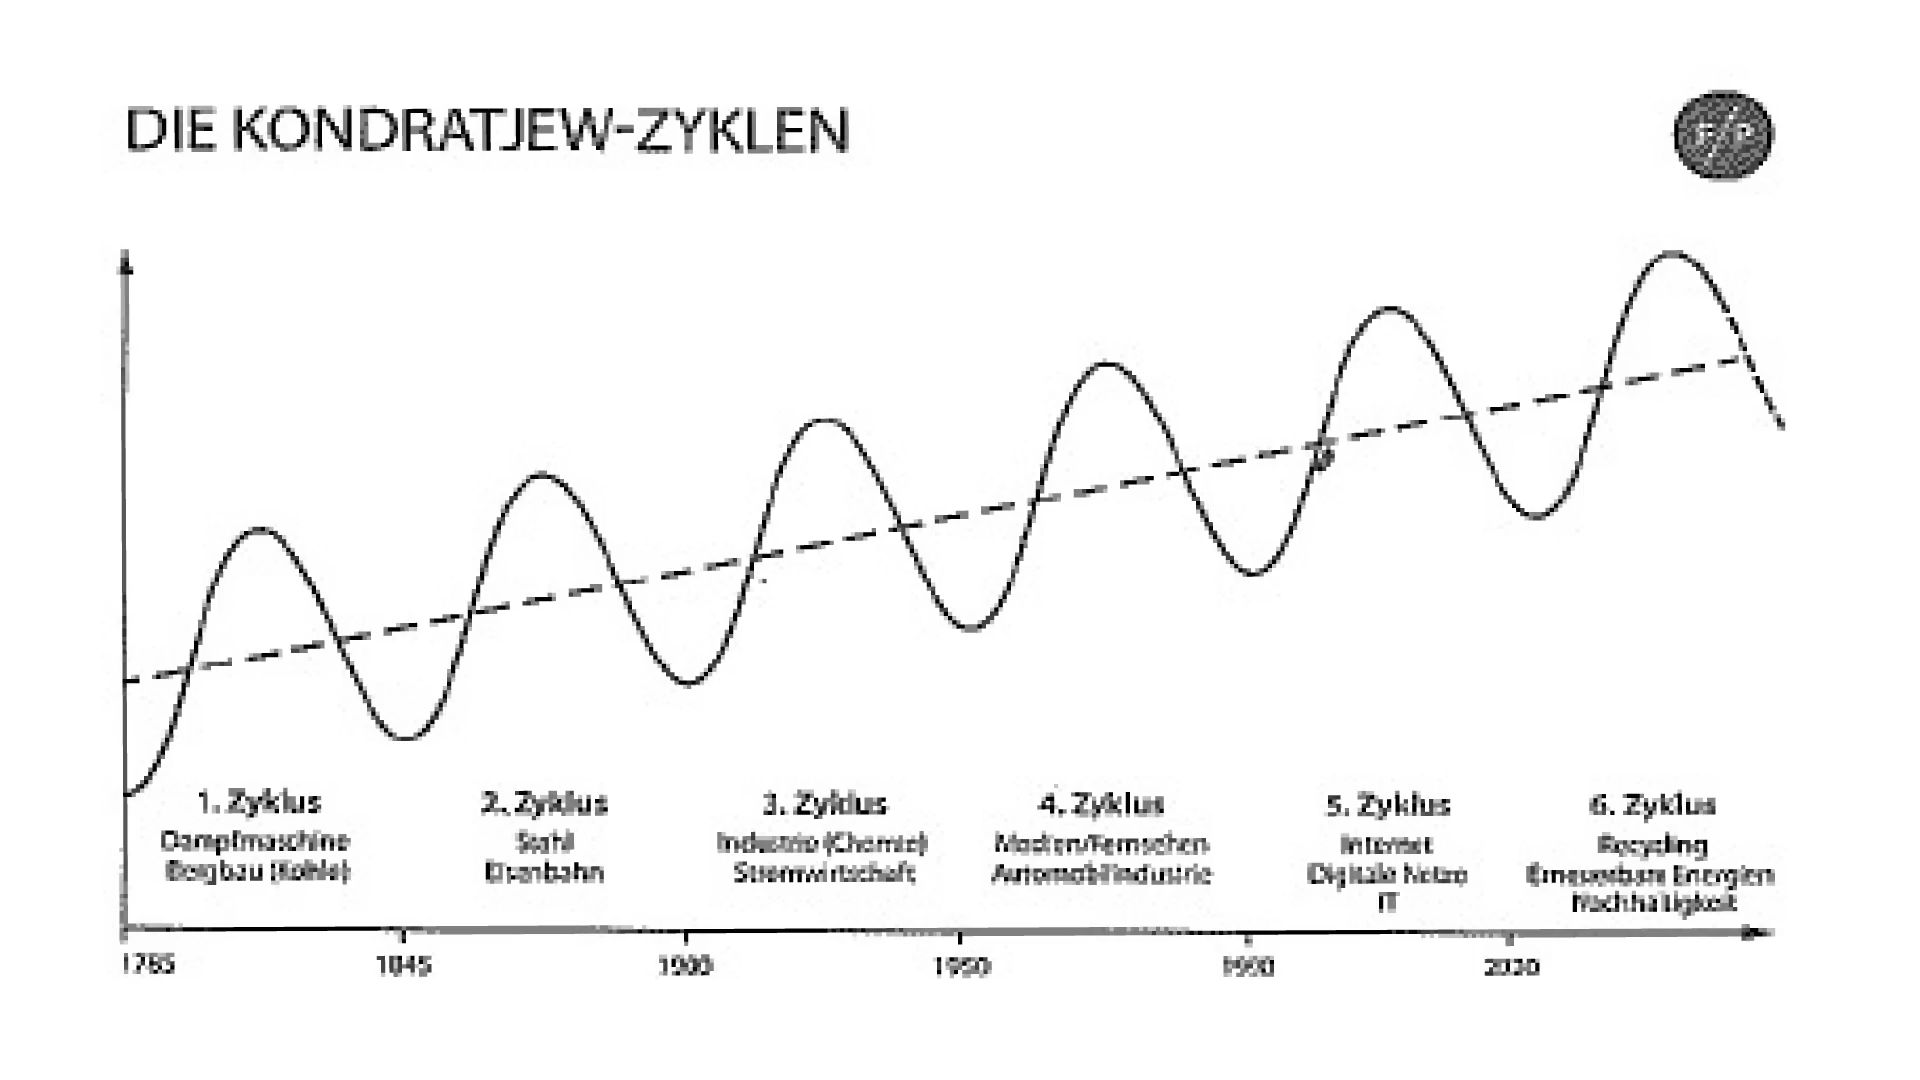 DIE KONDRATJEW-ZYKLEN
1. Zyklus
Dampfmaschine
Bergbau (Kohle)
2. Zyklus
Stahl
Eisenbahn
3. Zyklus
Industrie (Chemie)
Stromwirtschaft
4. Zyklus
Medien/Fernsehen
Automobilindustrie
5. Zyklus
Internet
Digitale Netze
IT
6. Zyklus
Recycling
Erneuerbare Energien
Nachhaltigkeit
1785
1845
1900
1950
1990